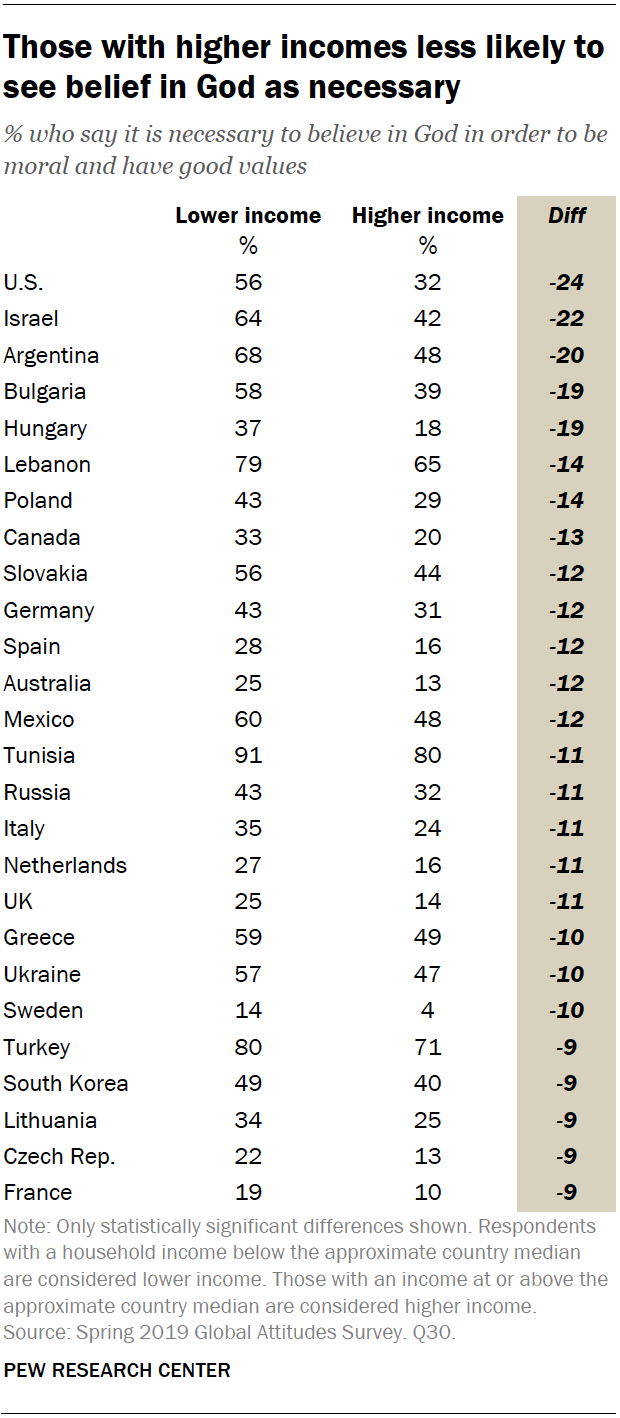 Those with higher incomes less likely to
see belief in God as necessary
% who say it is necessary to believe in God in order to be
moral and have good values
Lower income Higher income Diff
% %
U.S. 56 32 -24
Israel 64 42 -22
Argentina 68 48 -20
Bulgaria 58 39 -19
Hungary 37 18 -19
Lebanon 79 65 -14
Poland 43 29 -14
Canada 33 20 -13
Slovakia 56 44 -12
Germany 43 31 -12
Spain 28 16 -12
Australia 25 13 -12
Mexico 60 48 -12
Tunisia 91 80 -11
Russia 43 32 -11
Italy 35 24 -11
Netherlands 27 16 -11
UK 25 14 -11
Greece 59 49 -10
Ukraine 57 47 -10
Sweden 14 4 -10
Turkey 80 71 -9
South Korea 49 40 -9
Lithuania 34 25 -9
Czech Rep. 22 13 -9
France 19 10 -9
Note: Only statistically significant differences shown. Respondents
with a household income below the approximate country median
are considered lower income. Those with an income at or above the
approximate country median are considered higher income.
Source: Spring 2019 Global Attitudes Survey. Q30.
PEW RESEARCH CENTER